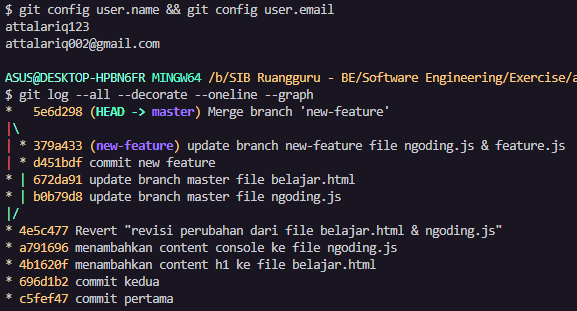 $ git config user.name && git config user.email
attalariq123
attalariq002@gmail.com
ASUS@DESKTOP-HPBN6FR MINGW64 /b/SIB Ruangguru - BE/Software Engineering/Exercise/a
$ git log --all --decorate --oneline --graph
*   5e6d298 (HEAD -> master) Merge branch 'new-feature'
|\
| * 379a433 (new-feature) update branch new-feature file ngoding.js & feature.js
| * d451bdf commit new feature
* | 672da91 update branch master file belajar.html
* | b0b79d8 update branch master file ngoding.js
|/
* 4e5c477 Revert "revisi perubahan dari file belajar.html & ngoding.js"
* a791696 menambahkan content console ke file ngoding.js
* 4b1620f menambahkan content h1 ke file belajar.html
* 696d1b2 commit kedua
* c5fef47 commit pertama